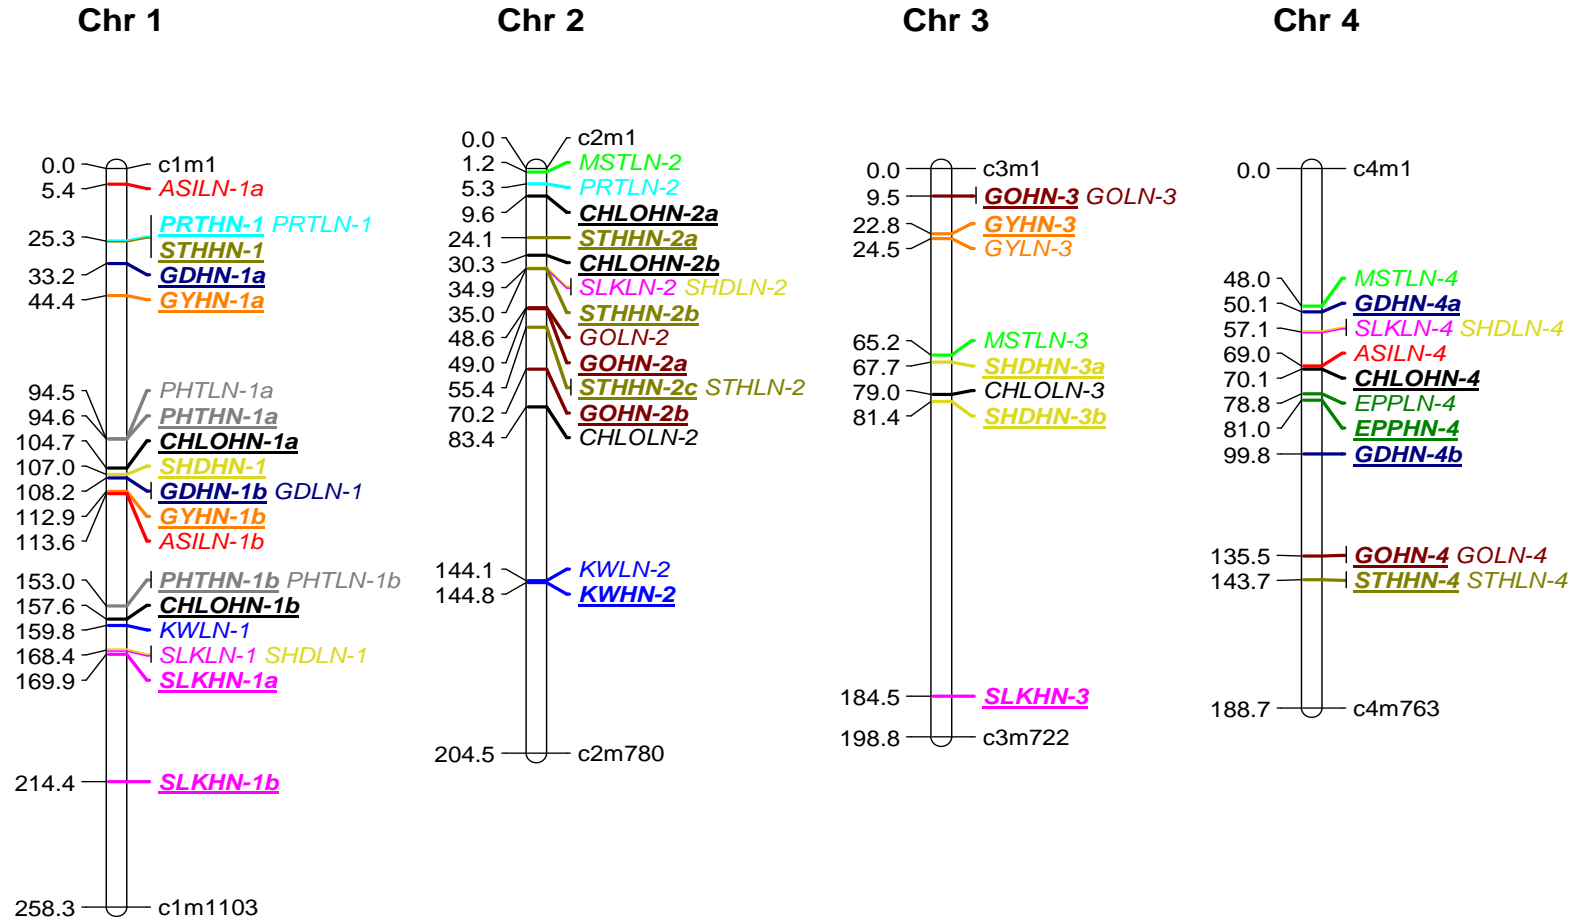 Chr 1
0.0 c1m1
5.4 ASILN-1a
25.3 PRTHN-1 PRTLN-1
STHHN-1
33.2 GDHN-1a
44.4 GYHN-1a
94.5 PHTLN-1a
94.6 PHTHN-1a
104.7 CHLOHN-1a
107.0 SHDHN-1
108.2 GDHN-1b GDLN-1
112.9 GYHN-1b
113.6 ASILN-1b
153.0 PHTHN-1b PHTLN-1b
157.6 CHLOHN-1b
159.8 KWLN-1
168.4 SLKLN-1 SHDLN-1
169.9 SLKHN-1a
214.4 SLKHN-1b
258.3 c1m1103
Chr 2
0.0 c2m1
1.2 MSTLN-2
5.3 PRTLN-2
9.6 CHLOHN-2a
24.1 STHHN-2a
30.3 CHLOHN-2b
34.9 SLKLN-2 SHDLN-2
35.0 STHHN-2b
48.6 GOLN-2
49.0 GOHN-2a
55.4 STHHN-2c STHLN-2
70.2 GOHN-2b
83.4 CHLOLN-2
144.1 KWLN-2
144.8 KWHN-2
204.5 c2m780
Chr 3
0.0 c3m1
9.5 GOHN-3 GOLN-3
22.8 GYHN-3
24.5 GYLN-3
65.2 MSTLN-3
67.7 SHDHN-3a
79.0 CHLOLN-3
81.4 SHDHN-3b
184.5 SLKHN-3
198.8 c3m722
Chr 4
0.0 c4m1
48.0 MSTLN-4
50.1 GDHN-4a
57.1 SLKLN-4 SHDLN-4
69.0 ASILN-4
70.1 CHLOHN-4
78.8 EPPLN-4
81.0 EPPHN-4
99.8 GDHN-4b
135.5 GOHN-4 GOLN-4
143.7 STHHN-4 STHLN-4
188.7 c4m763